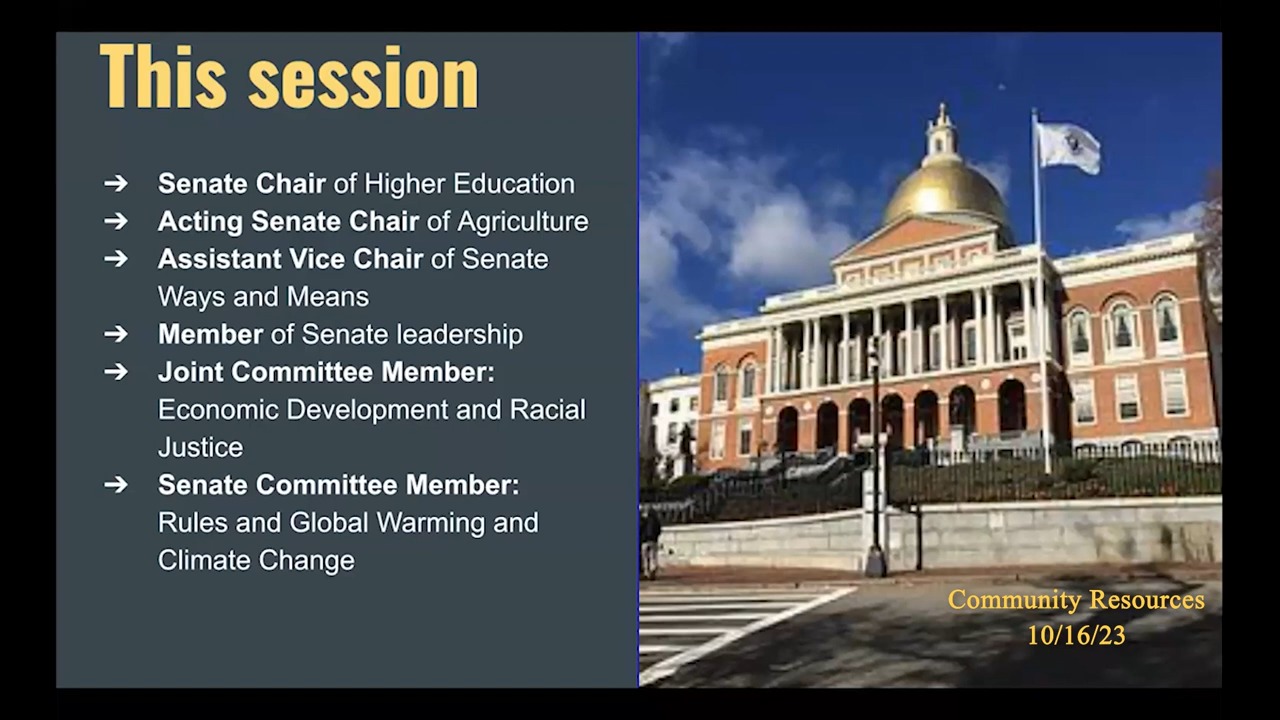 This session
➔ Senate Chair of Higher Education
➔ Acting Senate Chair of Agriculture
➔ Assistant Vice Chair of Senate
Ways and Means
➔ Member of Senate leadership
➔ Joint Committee Member:
Economic Development and Racial
Justice
➔ Senate Committee Member:
Rules and Global Warming and
Climate Change
Community Resources
10/16/23